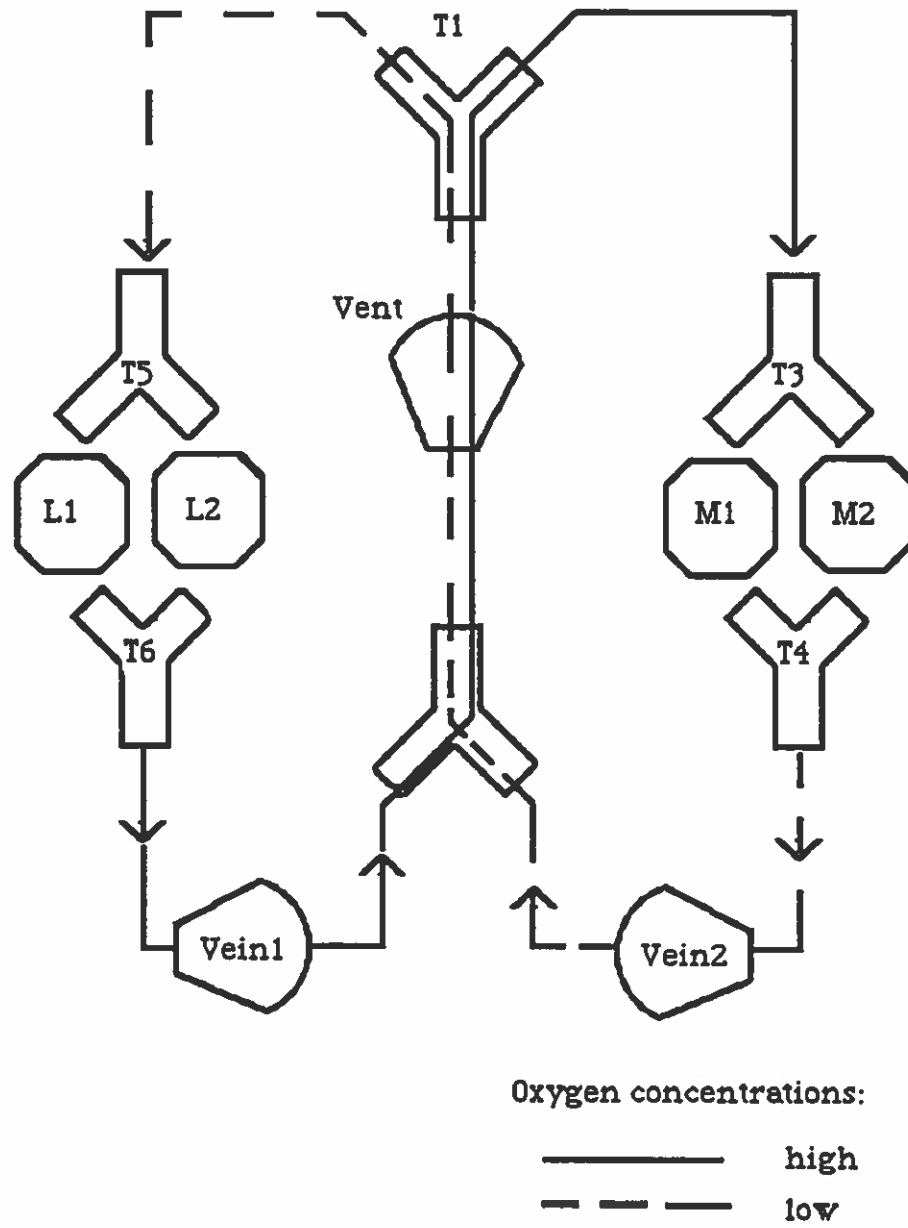 T1
Vent
T5
T3
L1
L2
M1
M2
T6
T4
Vein1
Vein2
Oxygen concentrations:
high
low